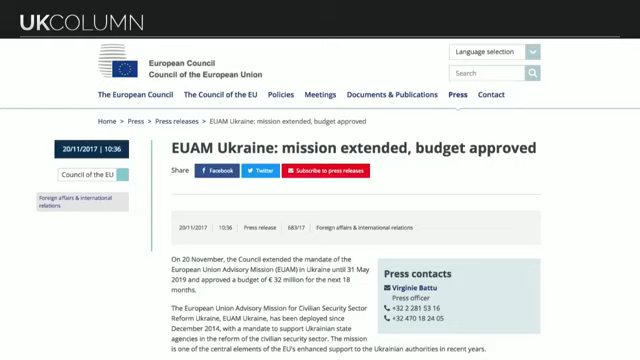 UKCOLUMN
European Council
Council of the European Union
Language selection
Search
The European Council
The Council of the EU
Policies
Meetings
Documents & Publications
Press
Contact
Home > Press > Press releases > EUAM Ukraine: mission extended, budget approved
20/11/2017 | 10:36
Council of the EU
Foreign affairs & international
relations
EUAM Ukraine: mission extended, budget approved
Share
Facebook
Twitter
Subscribe to press releases
20/11/2017 | 10:36 | Press release | 683/17 | Foreign affairs & international relations
On 20 November, the Council extended the mandate of the
European Union Advisory Mission (EUAM) in Ukraine until 31 May
2019 and approved a budget of € 32 million for the next 18
months.
Press contacts
Virginie Battu
Press officer
+32 2 281 53 16
+32 470 18 24 05
The European Union Advisory Mission for Civilian Security Sector
Reform Ukraine, EUAM Ukraine, has been deployed since
December 2014, with a mandate to support Ukrainian state
agencies in the reform of the civilian security sector. The mission
is one of the central elements of the EU's enhanced support to the Ukrainian authorities in recent years.